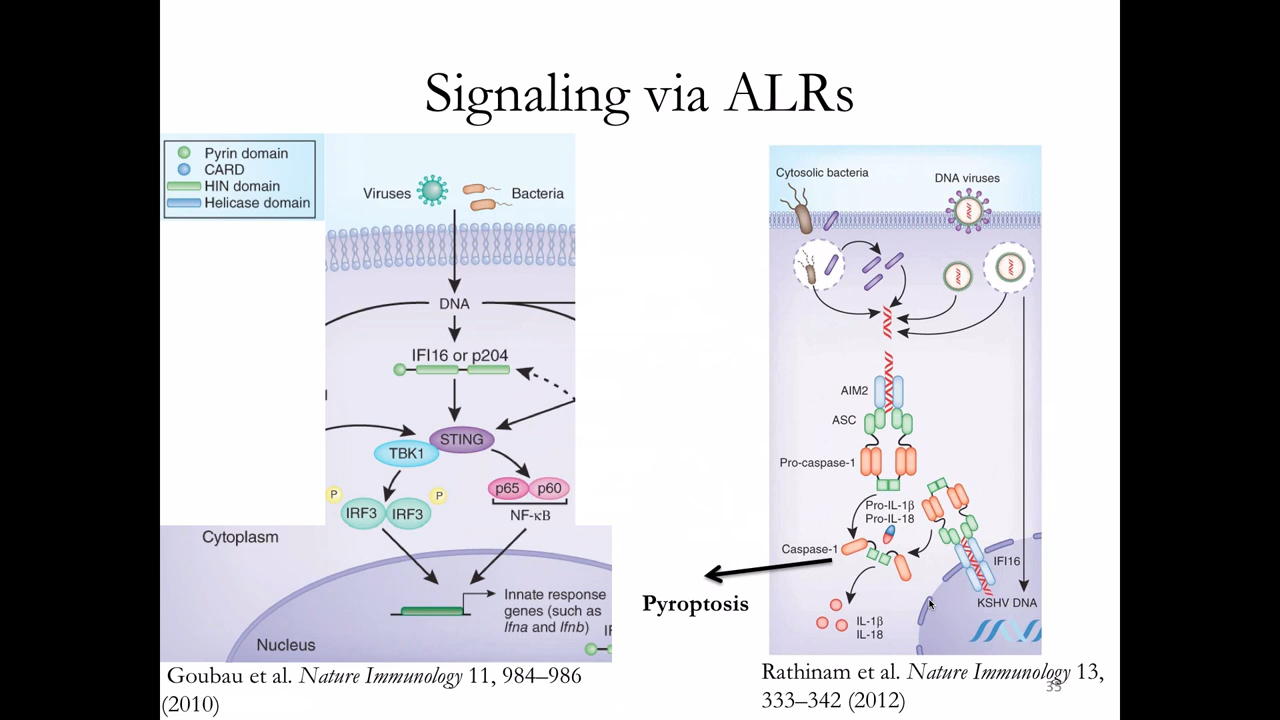 Signaling via ALRs
Pyrin domain
CARD
HIN domain
Helicase domain
Viruses
Bacteria
DNA
IFI16 or p204
STING
TBK1
P
P
IRF3
IRF3
p65
p60
NF-κB
Cytoplasm
Innate response
genes (such as
Ifna and Ifnb)
Nucleus
Goubau et al. Nature Immunology 11, 984–986
(2010)
Pyroptosis
Cytosolic bacteria
DNA viruses
AIM2
ASC
Pro-caspase-1
Pro-IL-1β
Pro-IL-18
Caspase-1
IFI16
KSHV DNA
IL-1β
IL-18
Rathinam et al. Nature Immunology 13,
333–342 (2012)